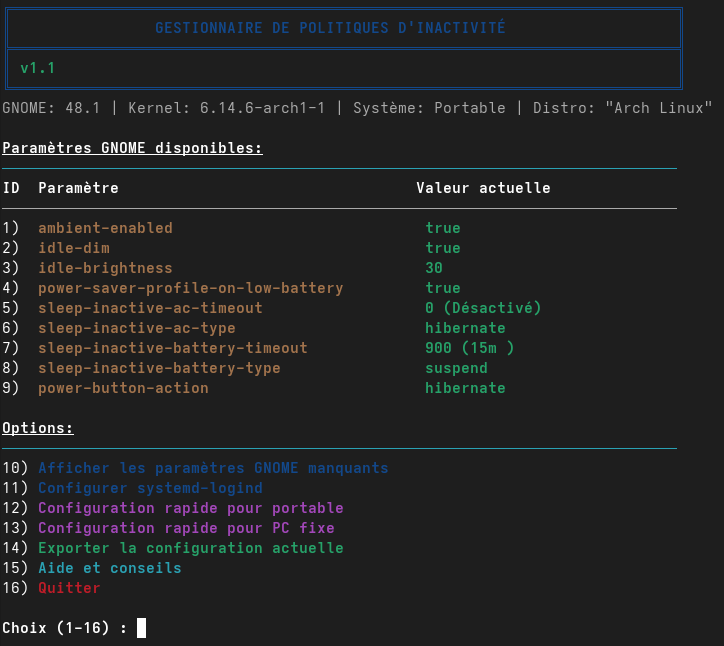 GESTIONNAIRE DE POLITIQUES D'INACTIVITÉ
v1.1
GNOME: 48.1 | Kernel: 6.14.6-arch1-1 | Système: Portable | Distro: "Arch Linux"
Paramètres GNOME disponibles:
ID Paramètre Valeur actuelle
1) ambient-enabled true
2) idle-dim true
3) idle-brightness 30
4) power-saver-profile-on-low-battery true
5) sleep-inactive-ac-timeout 0 (Désactivé)
6) sleep-inactive-ac-type hibernate
7) sleep-inactive-battery-timeout 900 (15m )
8) sleep-inactive-battery-type suspend
9) power-button-action hibernate
Options:
10) Afficher les paramètres GNOME manquants
11) Configurer systemd-logind
12) Configuration rapide pour portable
13) Configuration rapide pour PC fixe
14) Exporter la configuration actuelle
15) Aide et conseils
16) Quitter
Choix (1-16) :